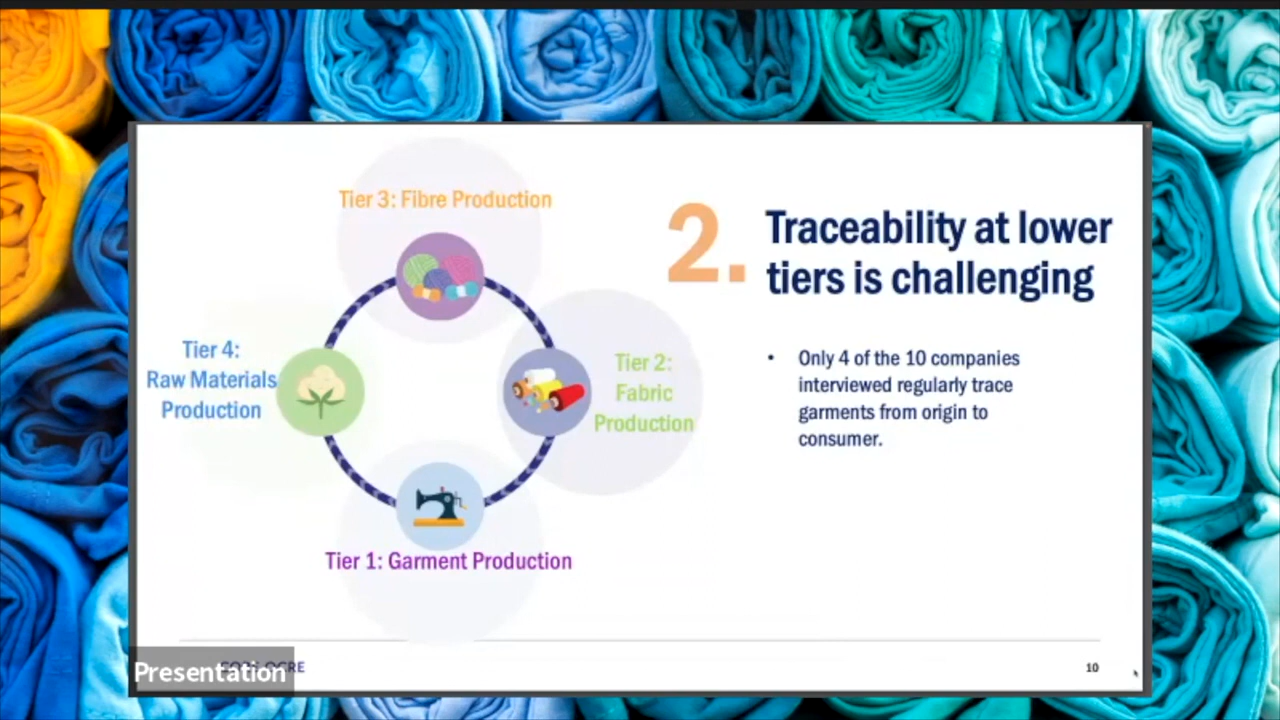 Tier 3: Fibre Production
Tier 4:
Raw Materials
Production
Tier 2:
Fabric
Production
Tier 1: Garment Production
2.
Traceability at lower
tiers is challenging
• Only 4 of the 10 companies
interviewed regularly trace
garments from origin to
consumer.
Presentation
10